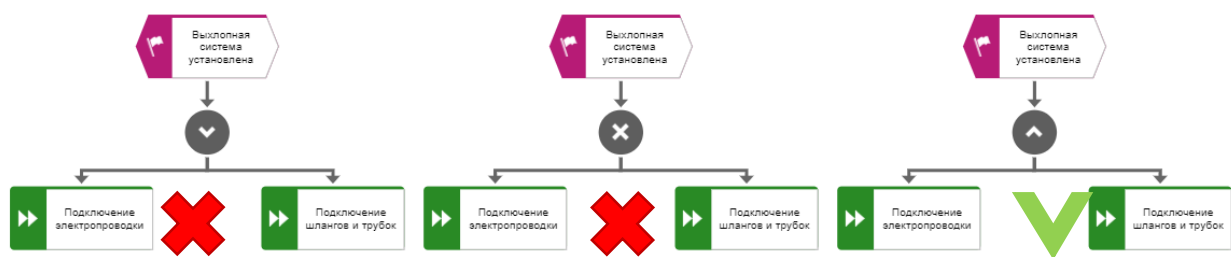 Выхлопная
система
установлена
Подключение
электропроводки
Подключение
шлангов и трубок
Выхлопная
система
установлена
Подключение
электропроводки
Подключение
шлангов и трубок
Выхлопная
система
установлена
Подключение
электропроводки
Подключение
шлангов и трубок